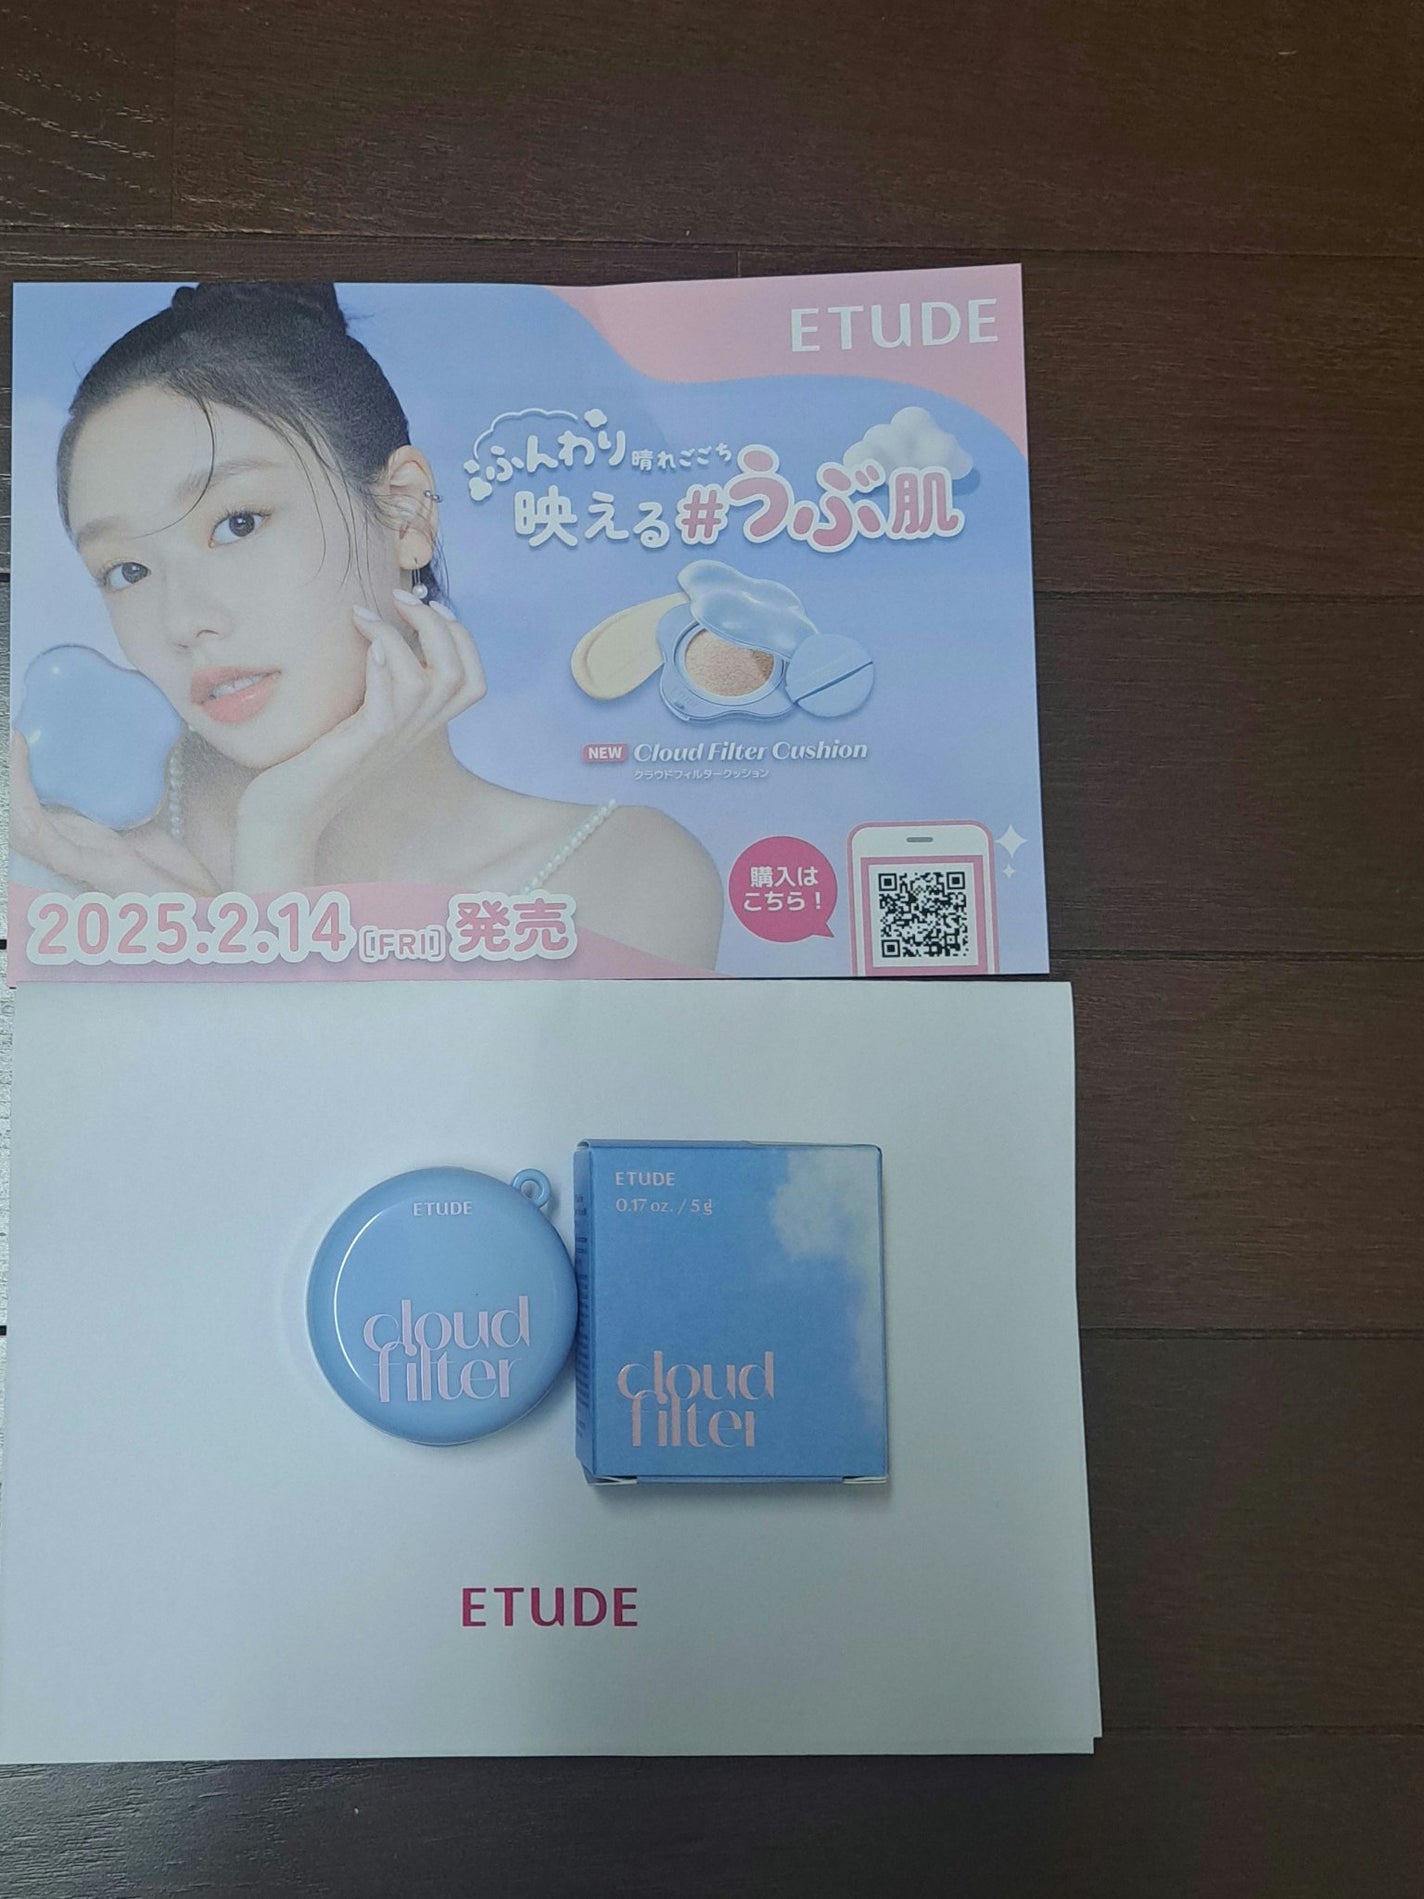 ETUDE
ふんわり 晴れごごち
映える#うぶ肌
NEW Cloud Filter Cushion
クラウドフィルタークッション
購入は
こちら！
2025.2.14 [FRI] 発売
ETUDE
cloud
filter
ETUDE
0.17 oz. / 5 g
cloud
filter
ETUDE